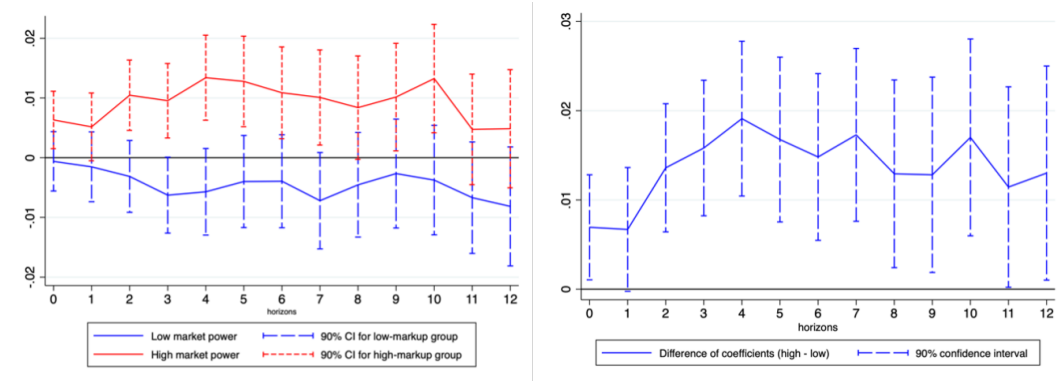 .02
.01
0
-.01
-.02
0 1 2 3 4 5 6 7 8 9 10 11 12
horizons
Low market power 90% CI for low-markup group
High market power 90% CI for high-markup group
.03
.02
.01
0
0 1 2 3 4 5 6 7 8 9 10 11 12
horizons
Difference of coefficients (high - low) 90% confidence interval